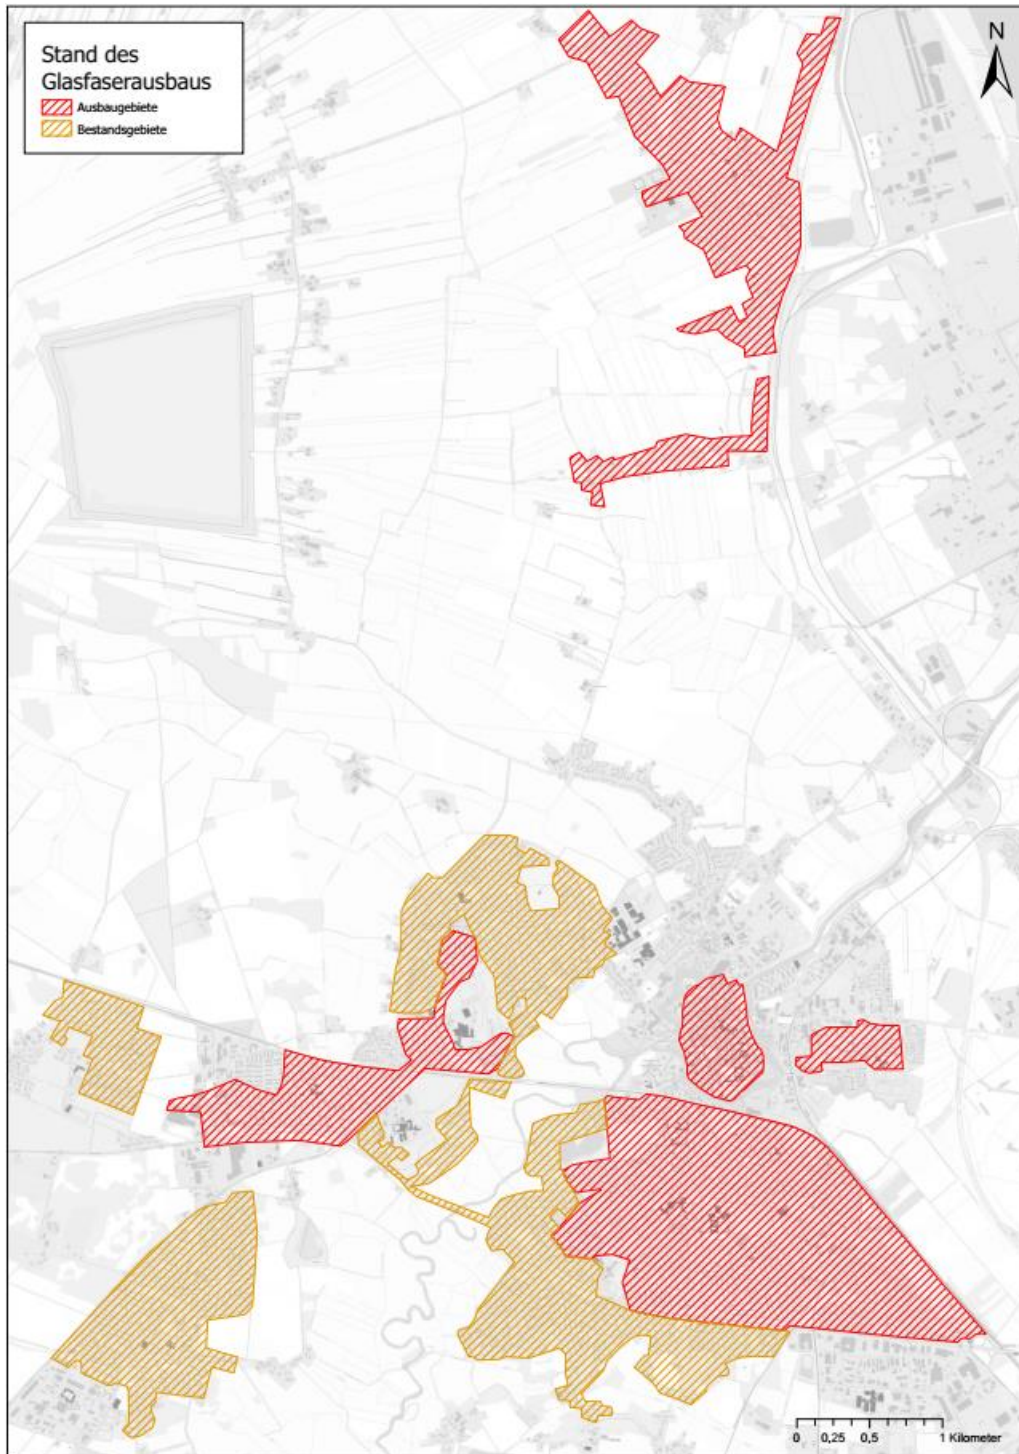 Stand des
Glasfaserausbaus
Ausbaugebiete
Bestandsgebiete
N
0 0,25 0,5 1 Kilometer